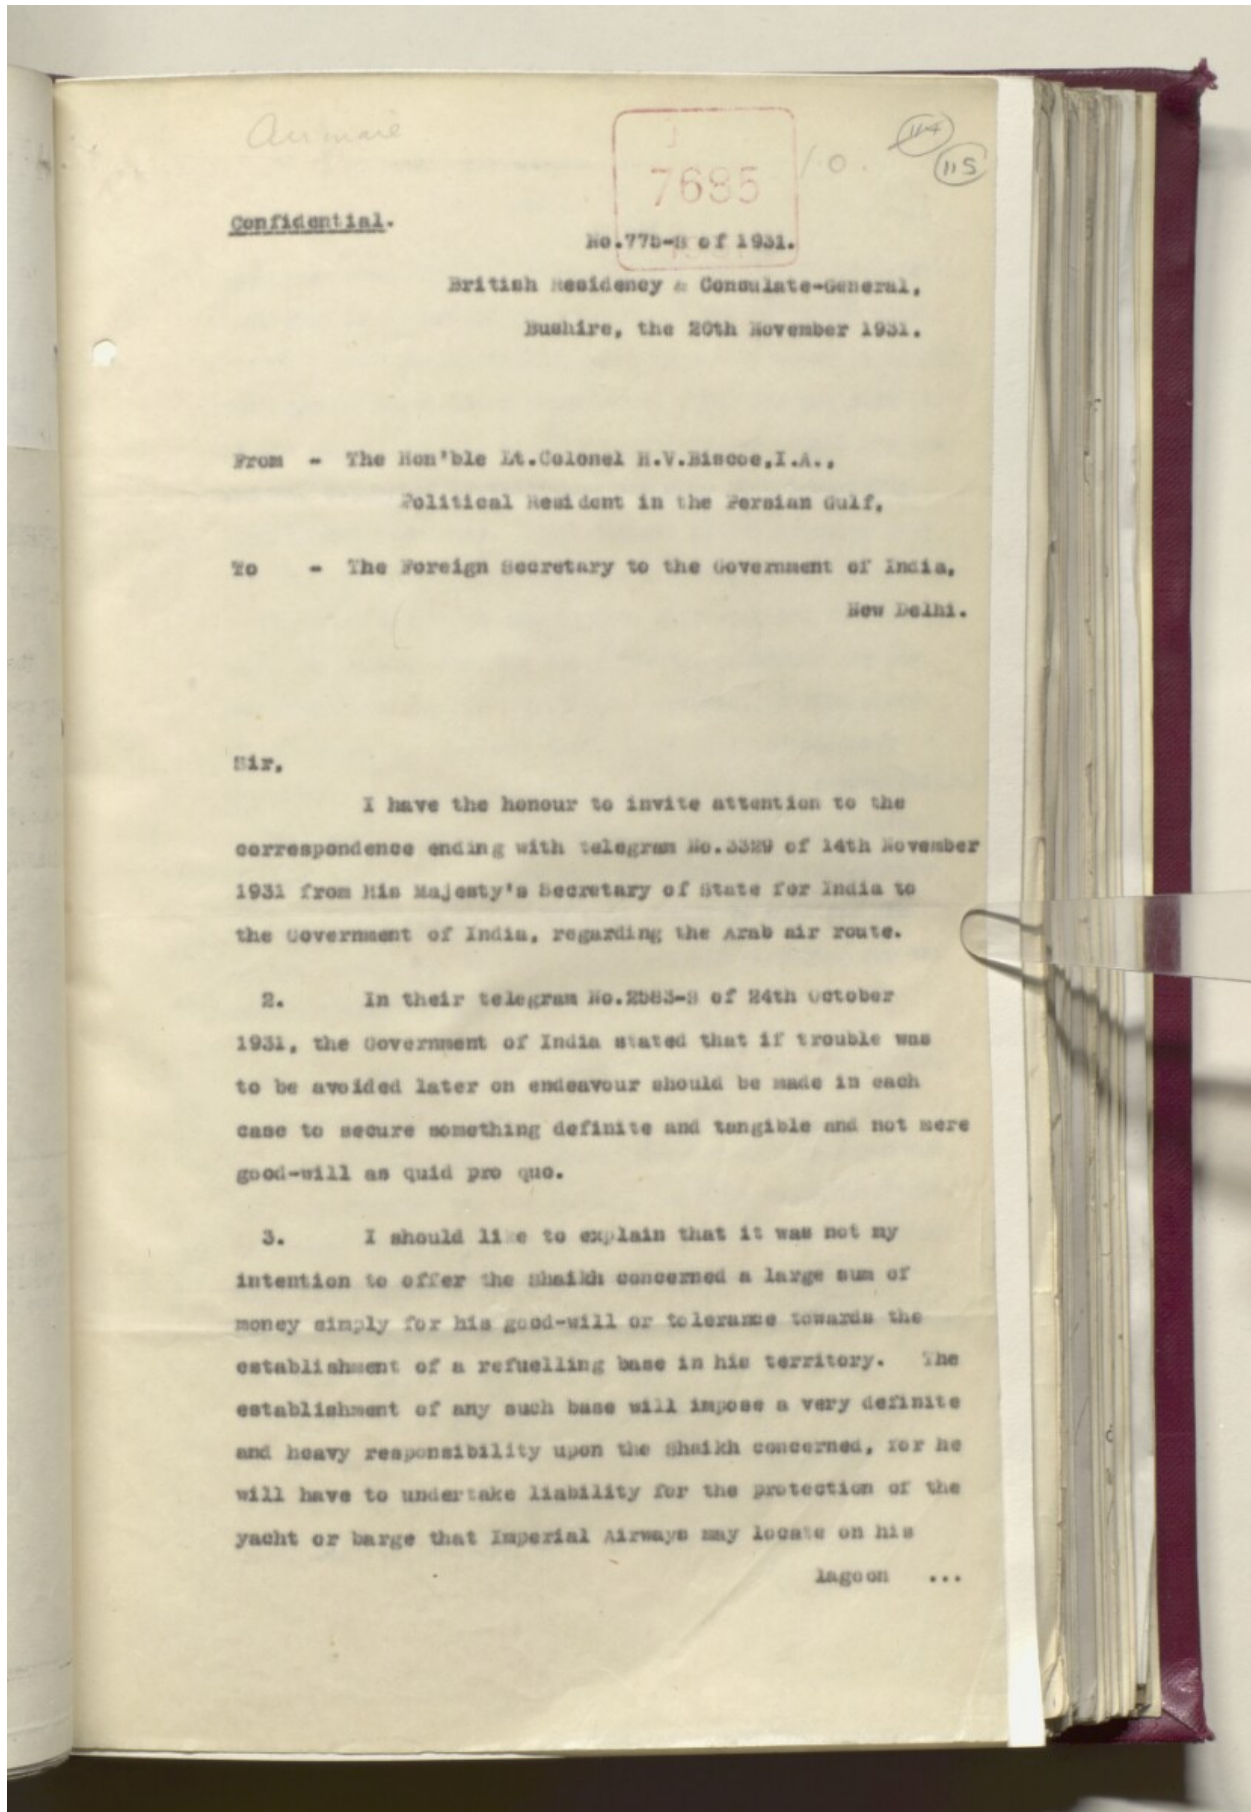 Air mail
7685
114
115
Confidential.
No.775-S of 1931.
British Residency & Consulate-General,
Bushire, the 20th November 1931.
From - The Hon'ble Lt.Colonel H.V.Biscoe,I.A.,
Political Resident in the Persian Gulf,
To - The Foreign Secretary to the Government of India,
New Delhi.
Sir,
I have the honour to invite attention to the
correspondence ending with telegram No.3329 of 14th November
1931 from His Majesty's Secretary of State for India to
the Government of India, regarding the Arab air route.
2. In their telegram No.2583-S of 24th October
1931, the Government of India stated that if trouble was
to be avoided later on endeavour should be made in each
case to secure something definite and tangible and not mere
good-will as quid pro quo.
3. I should like to explain that it was not my
intention to offer the Shaikh concerned a large sum of
money simply for his good-will or tolerance towards the
establishment of a refuelling base in his territory. The
establishment of any such base will impose a very definite
and heavy responsibility upon the Shaikh concerned, for he
will have to undertake liability for the protection of the
yacht or barge that Imperial Airways may locate on his
lagoon ...